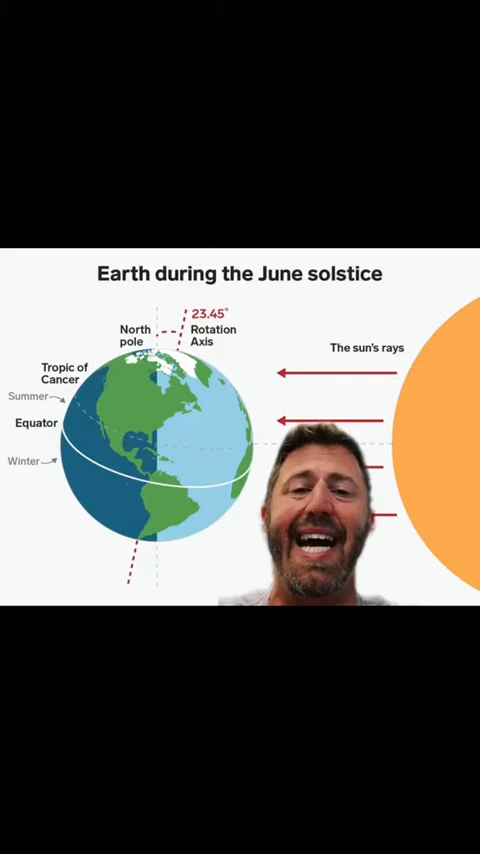 Earth during the June solstice
23.45°
North
pole
Rotation
Axis
The sun's rays
Tropic of
Cancer
Summer
Equator
Winter